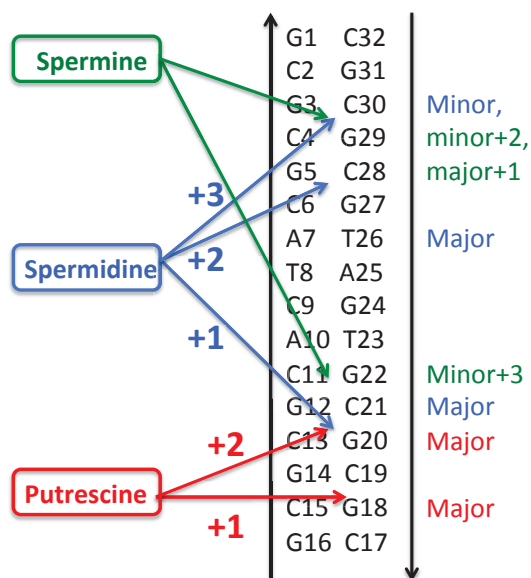 G1 C32
Spermine
C2 G31
G3 C30 Minor,
C4 G29 minor+2,
G5 C28 major+1
+3
C6 G27
A7 T26 Major
+2
Spermidine
T8 A25
C9 G24
+1
A10 T23
C11 G22 Minor+3
G12 C21 Major
+2
C13 G20 Major
G14 C19
Putrescine
C15 G18 Major
+1
G16 C17